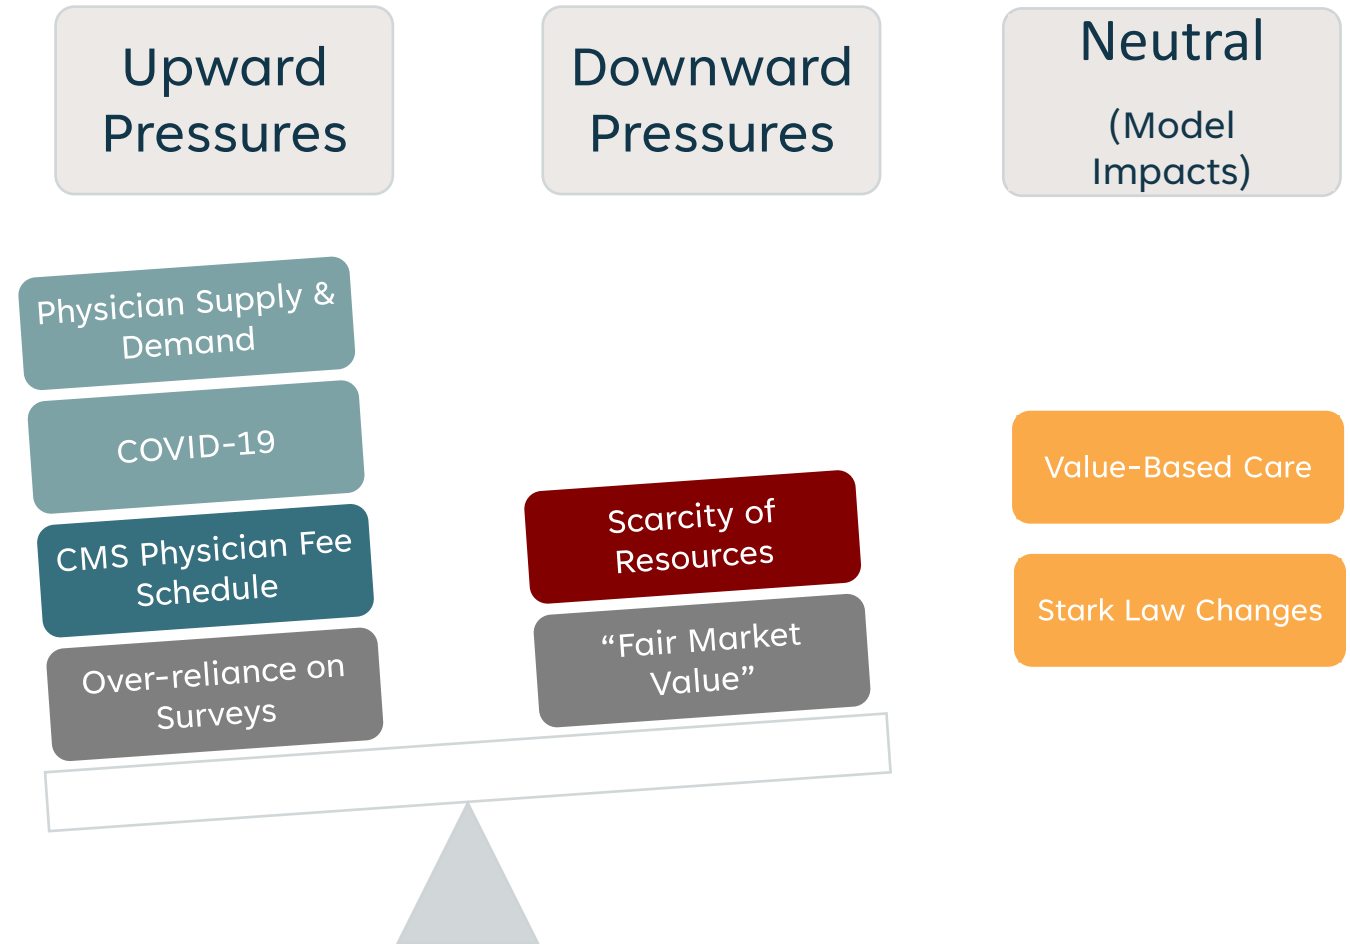 Upward
Pressures
Downward
Pressures
Neutral
(Model
Impacts)
Physician Supply &
Demand
COVID-19
CMS Physician Fee
Schedule
Over-reliance on
Surveys
Scarcity of
Resources
“Fair Market
Value”
Value-Based Care
Stark Law Changes